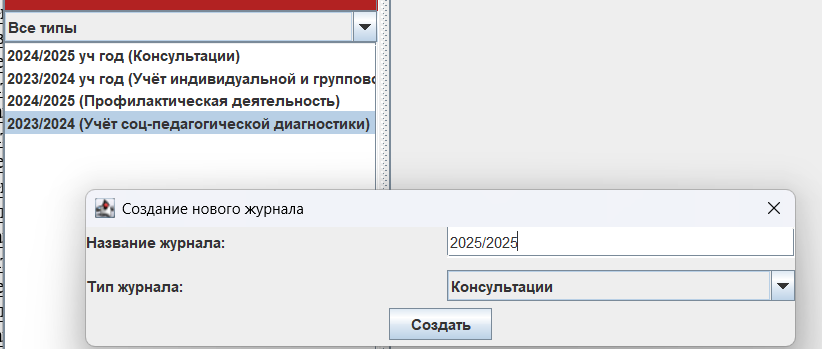 Все типы
2024/2025 уч год (Консультации)
2023/2024 уч год (Учёт индивидуальной и группово
2024/2025 (Профилактическая деятельность)
2023/2024 (Учёт соц-педагогической диагностики)
Создание нового журнала
Название журнала:
2025/2025
Тип журнала:
Консультации
Создать